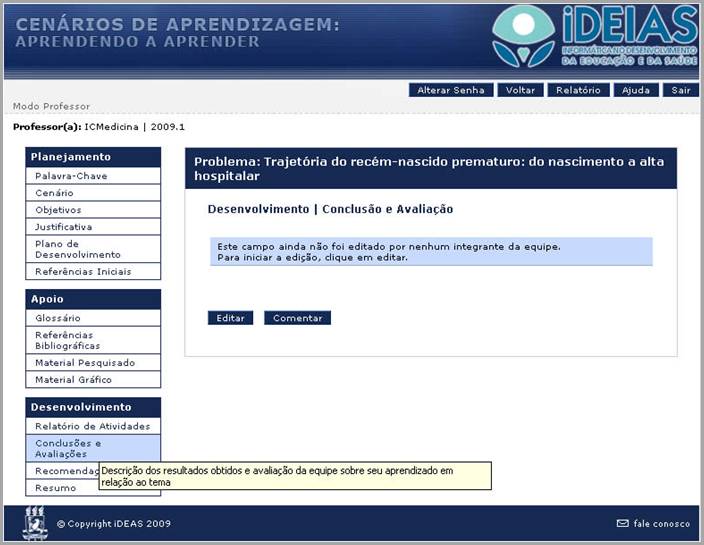 CENÁRIOS DE APRENDIZAGEM:
APRENDENDO A APRENDER
iDEIAS
INFORMÁTICA NO DESENVOLVIMENTO
DA EDUCAÇÃO E DA SAÚDE
Alterar Senha
Voltar
Relatório
Ajuda
Sair
Modo Professor
Professor(a): ICMedicina | 2009.1
Planejamento
Palavra-Chave
Cenário
Objetivos
Justificativa
Plano de
Desenvolvimento
Referências Iniciais
Apoio
Glossário
Referências
Bibliográficas
Material Pesquisado
Material Gráfico
Desenvolvimento
Relatório de Atividades
Conclusões e
Avaliações
Recomendaç
Resumo
Problema: Trajetória do recém-nascido prematuro: do nascimento a alta
hospitalar
Desenvolvimento | Conclusão e Avaliação
Este campo ainda não foi editado por nenhum integrante da equipe.
Para iniciar a edição, clique em editar.
Editar
Comentar
Descrição dos resultados obtidos e avaliação da equipe sobre seu aprendizado em
relação ao tema
© Copyright iDEAS 2009
fale conosco